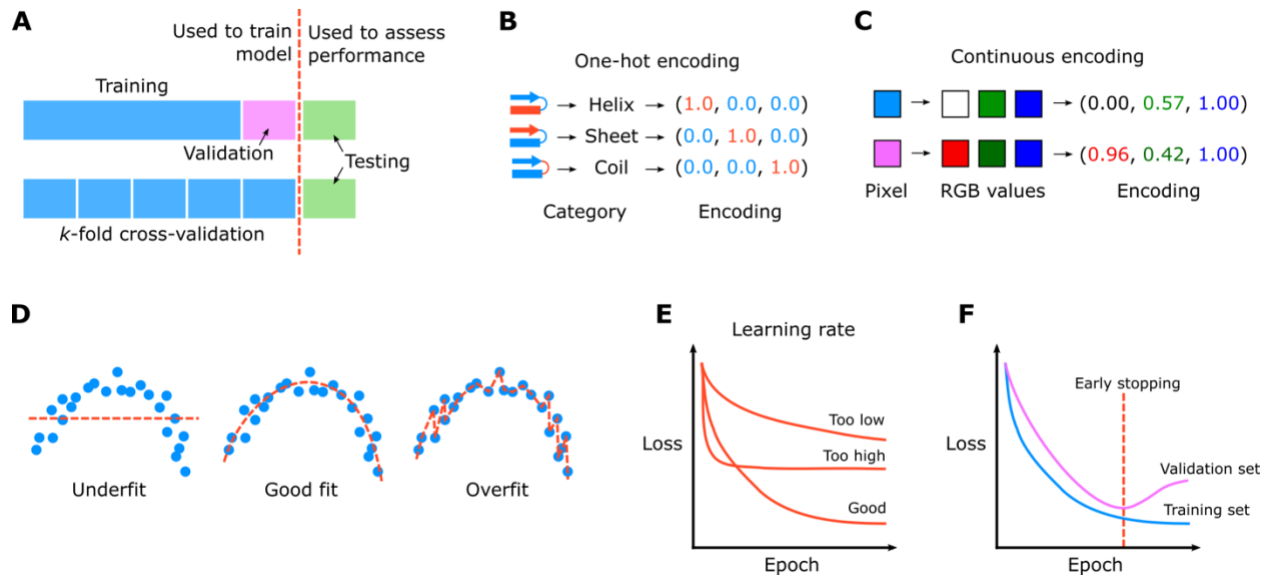 A
Used to train
model
Used to assess
performance
Training
Validation
Testing
k-fold cross-validation
B
One-hot encoding
Helix
(1.0, 0.0, 0.0)
Sheet
(0.0, 1.0, 0.0)
Coil
(0.0, 0.0, 1.0)
Category
Encoding
C
Continuous encoding
(0.00, 0.57, 1.00)
(0.96, 0.42, 1.00)
Pixel
RGB values
Encoding
D
Underfit
Good fit
Overfit
E
Learning rate
Loss
Too low
Too high
Good
Epoch
F
Early stopping
Loss
Validation set
Training set
Epoch